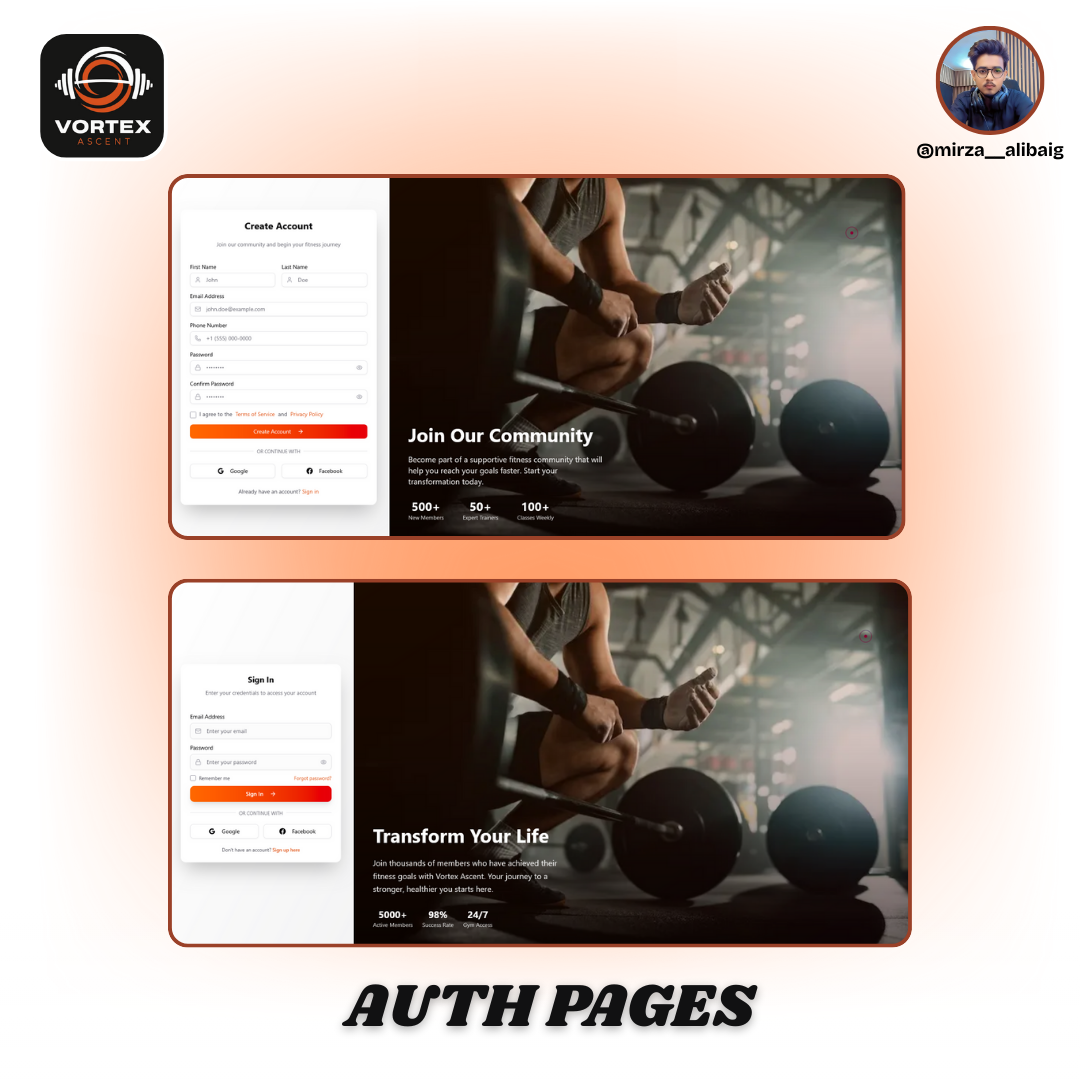 VORTEX
ASCENT
@mirza__alibaig
Create Account
Join our community and begin your fitness journey
First Name
Last Name
John
Doe
Email Address
john.doe@example.com
Phone Number
+1 (555) 000-0000
Password
••••••••
Confirm Password
••••••••
I agree to the Terms of Service and Privacy Policy
Create Account →
OR CONTINUE WITH
Google
Facebook
Already have an account? Sign in
Join Our Community
Become part of a supportive fitness community that will
help you reach your goals faster. Start your
transformation today.
500+
50+
100+
New Members
Expert Trainers
Classes Weekly
Sign In
Enter your credentials to access your account
Email Address
Enter your email
Password
Enter your password
Remember me
Forgot password?
Sign In →
OR CONTINUE WITH
Google
Facebook
Don't have an account? Sign up here
Transform Your Life
Join thousands of members who have achieved their
fitness goals with Vortex Ascent. Your journey to a
stronger, healthier you starts here.
5000+
98%
24/7
Active Members
Success Rate
Gym Access
AUTH PAGES